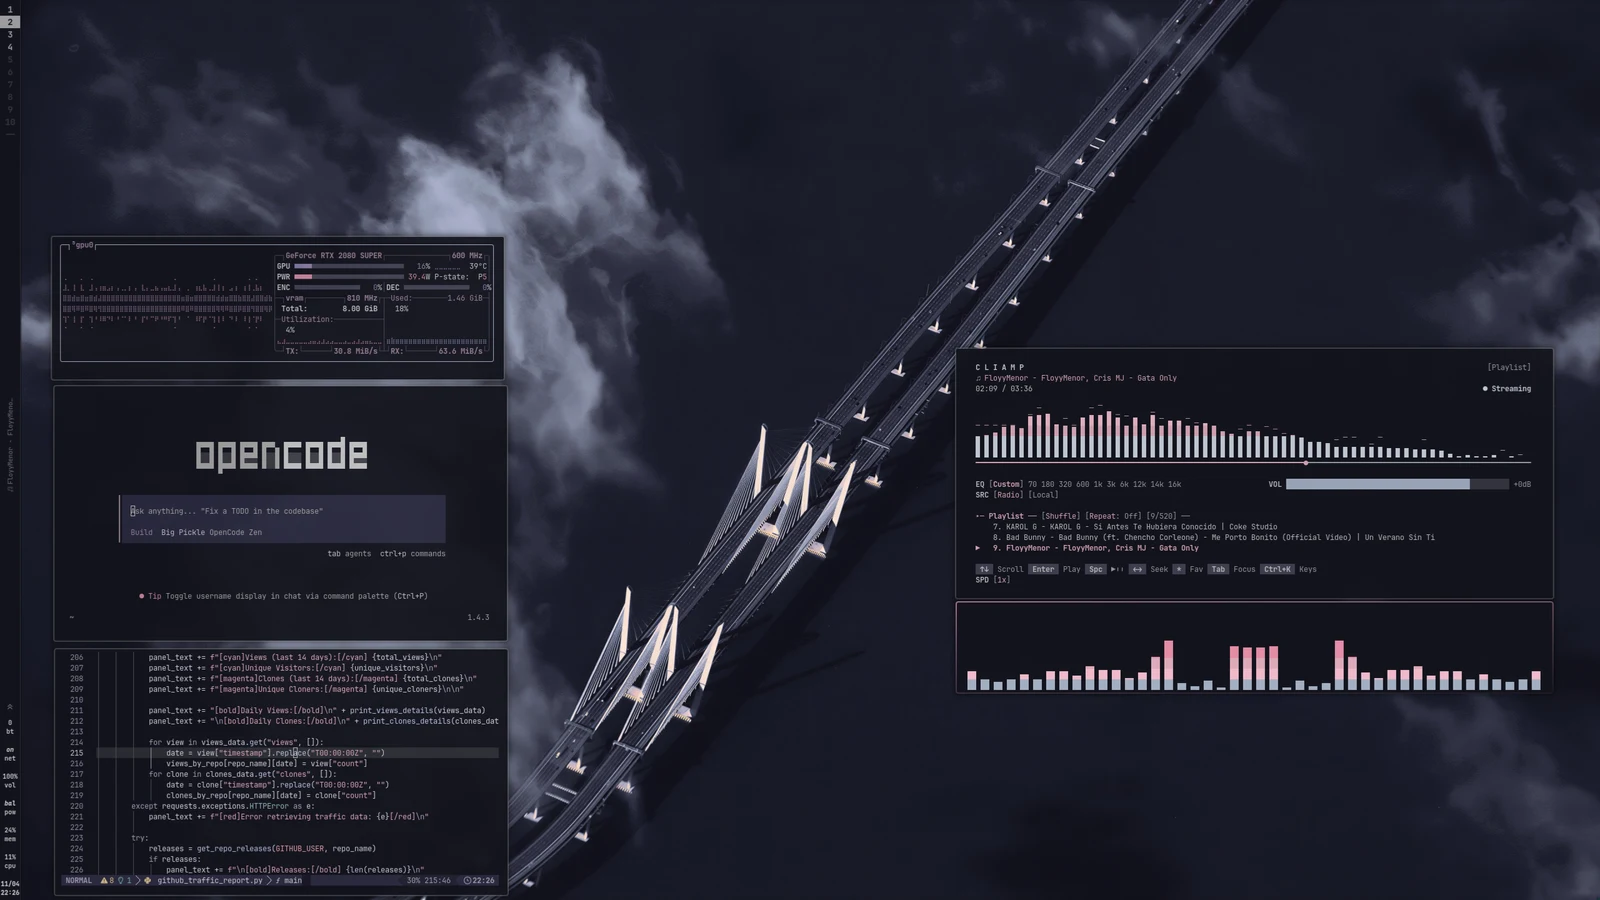 1
2
3
4
5
6
7
8
9
10
0
bt
on
net
100%
vol
bal
pow
24%
mem
11%
cpu
11/04
22:26
5gpu0
GeForce RTX 2080 SUPER 600 MHz
GPU 16% 39°C
PWR 39.4W P-state: P5
ENC 0% DEC 0%
vram 810 MHz Used: 1.46 GiB
Total: 8.00 GiB 18%
Utilization:
4%
TX: 30.8 MiB/s RX: 63.6 MiB/s
opencode
Ask anything... "Fix a TODO in the codebase"
Build Big Pickle OpenCode Zen
tab agents ctrl+p commands
● Tip Toggle username display in chat via command palette (Ctrl+P)
~ 1.4.3
206 panel_text += f"[cyan]Views (last 14 days):[/cyan] {total_views}\n"
207 panel_text += f"[cyan]Unique Visitors:[/cyan] {unique_visitors}\n"
208 panel_text += f"[magenta]Clones (last 14 days):[/magenta] {total_clones}\n"
209 panel_text += f"[magenta]Unique Cloners:[/magenta] {unique_cloners}\n\n"
210
211 panel_text += "[bold]Daily Views:[/bold]\n" + print_views_details(views_data)
212 panel_text += "\n[bold]Daily Clones:[/bold]\n" + print_clones_details(clones_dat
213
214 for view in views_data.get("views", []):
215 date = view["timestamp"].replace("T00:00:00Z", "")
216 views_by_repo[repo_name][date] = view["count"]
217 for clone in clones_data.get("clones", []):
218 date = clone["timestamp"].replace("T00:00:00Z", "")
219 clones_by_repo[repo_name][date] = clone["count"]
220 except requests.exceptions.HTTPError as e:
221 panel_text += f"[red]Error retrieving traffic data: {e}[/red]\n"
222
223 try:
224 releases = get_repo_releases(GITHUB_USER, repo_name)
225 if releases:
226 panel_text += f"\n[bold]Releases:[/bold] {len(releases)}\n"
NORMAL 8 1 github_traffic_report.py main 30% 215:46 22:26
CLIAMP [Playlist]
♫ FloyyMenor - FloyyMenor, Cris MJ - Gata Only
02:09 / 03:36 ● Streaming
EQ [Custom] 70 180 320 600 1k 3k 6k 12k 14k 16k VOL +0dB
SRC [Radio] [Local]
Playlist ── [Shuffle] [Repeat: Off] [9/520] ──
7. KAROL G - KAROL G - Si Antes Te Hubiera Conocido | Coke Studio
8. Bad Bunny - Bad Bunny (ft. Chencho Corleone) - Me Porto Bonito (Official Video) | Un Verano Sin Ti
▶ 9. FloyyMenor - FloyyMenor, Cris MJ - Gata Only
↑↓ Scroll Enter Play Spc ▶❚❚ ↔ Seek * Fav Tab Focus Ctrl+K Keys
SPD [1x]